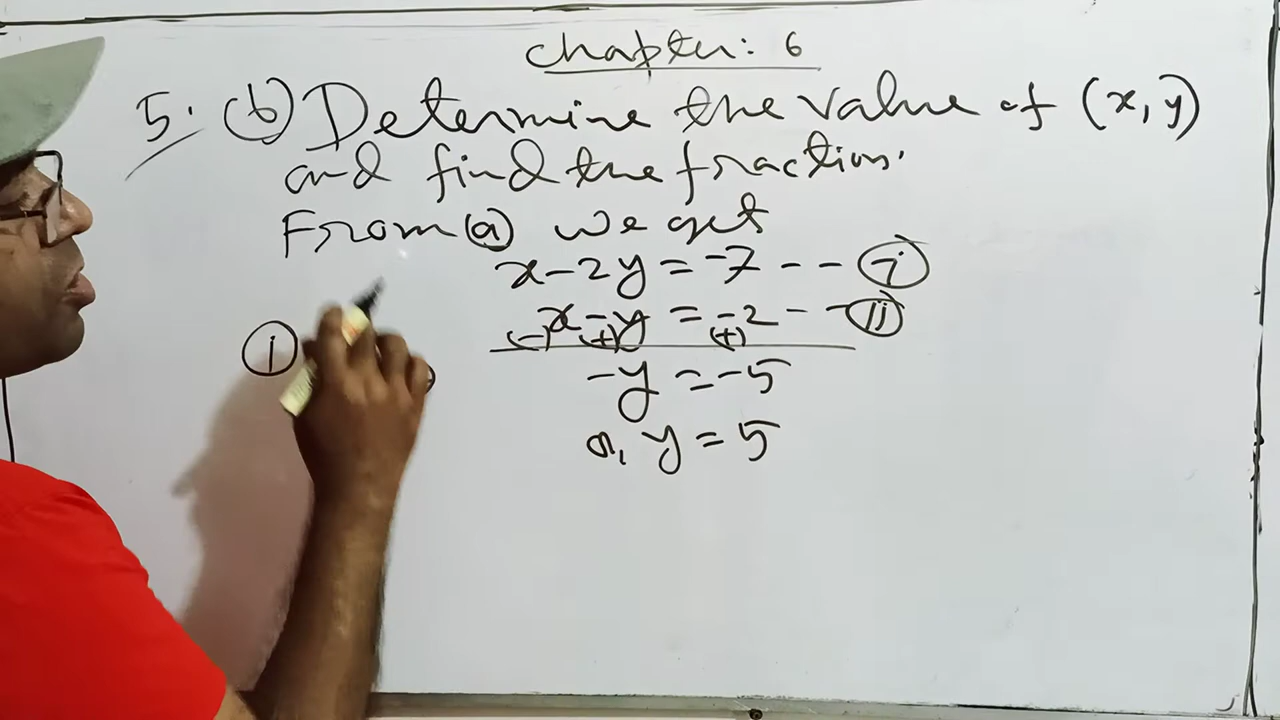 Chapter: 6
5. (b) Determine the value of (x, y)
and find the fraction.
From (a) we get
x - 2y = -7 - - (i)
x - y = -2 - - (ii)
(-) (+) (+)
(i)
-y = -5
or, y = 5